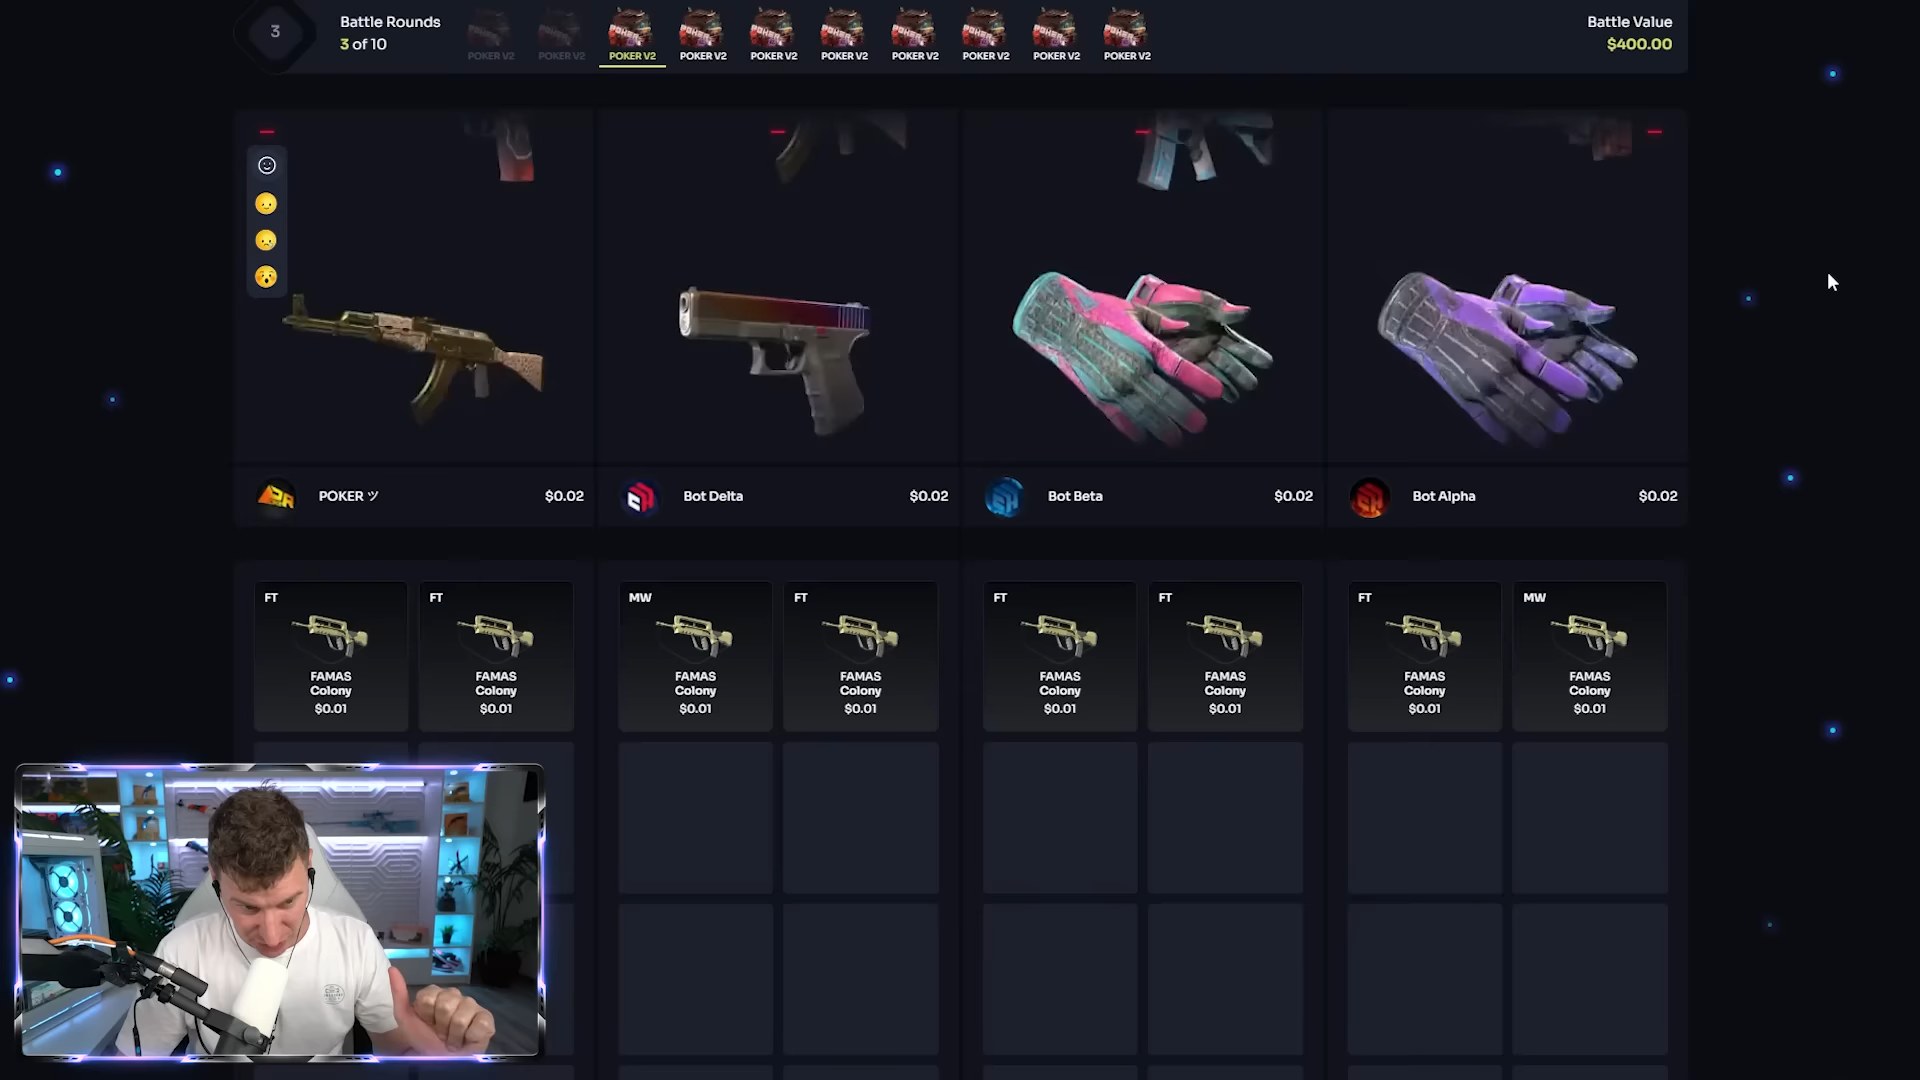 3
Battle Rounds
3 of 10
POKER V2
POKER V2
POKER V2
POKER V2
POKER V2
POKER V2
POKER V2
POKER V2
POKER V2
POKER V2
Battle Value
$400.00
POKER ツ
$0.02
Bot Delta
$0.02
Bot Beta
$0.02
Bot Alpha
$0.02
FT
FAMAS
Colony
$0.01
FT
FAMAS
Colony
$0.01
MW
FAMAS
Colony
$0.01
FT
FAMAS
Colony
$0.01
FT
FAMAS
Colony
$0.01
FT
FAMAS
Colony
$0.01
FT
FAMAS
Colony
$0.01
MW
FAMAS
Colony
$0.01